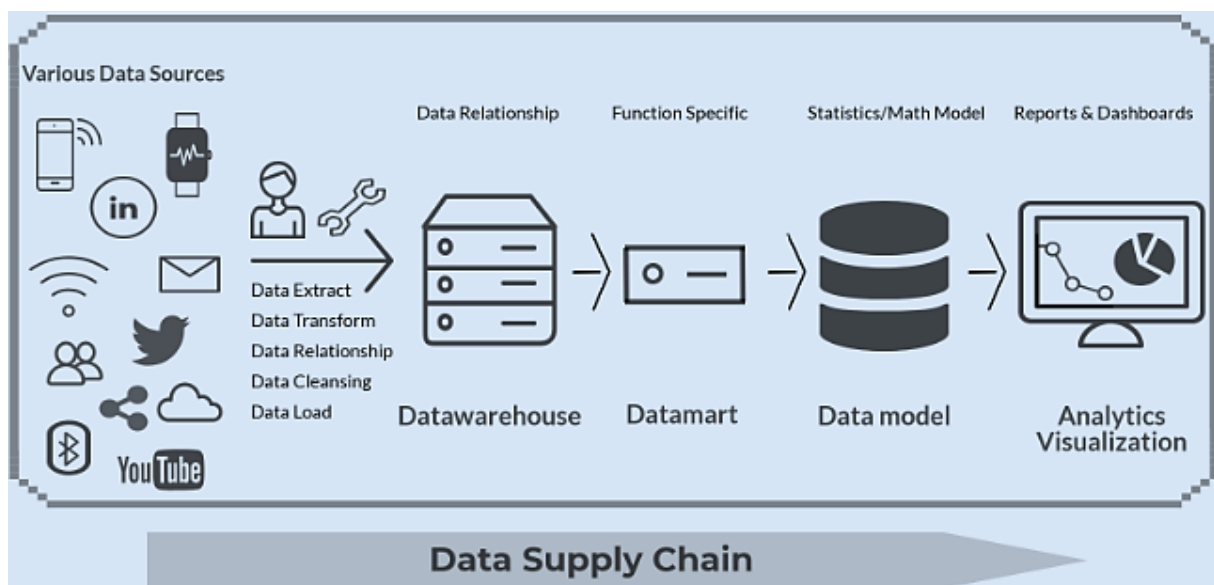 Various Data Sources
in
YouTube
Data Extract
Data Transform
Data Relationship
Data Cleansing
Data Load
Data Relationship
Datawarehouse
Function Specific
Datamart
Statistics/Math Model
Data model
Reports & Dashboards
Analytics
Visualization
Data Supply Chain